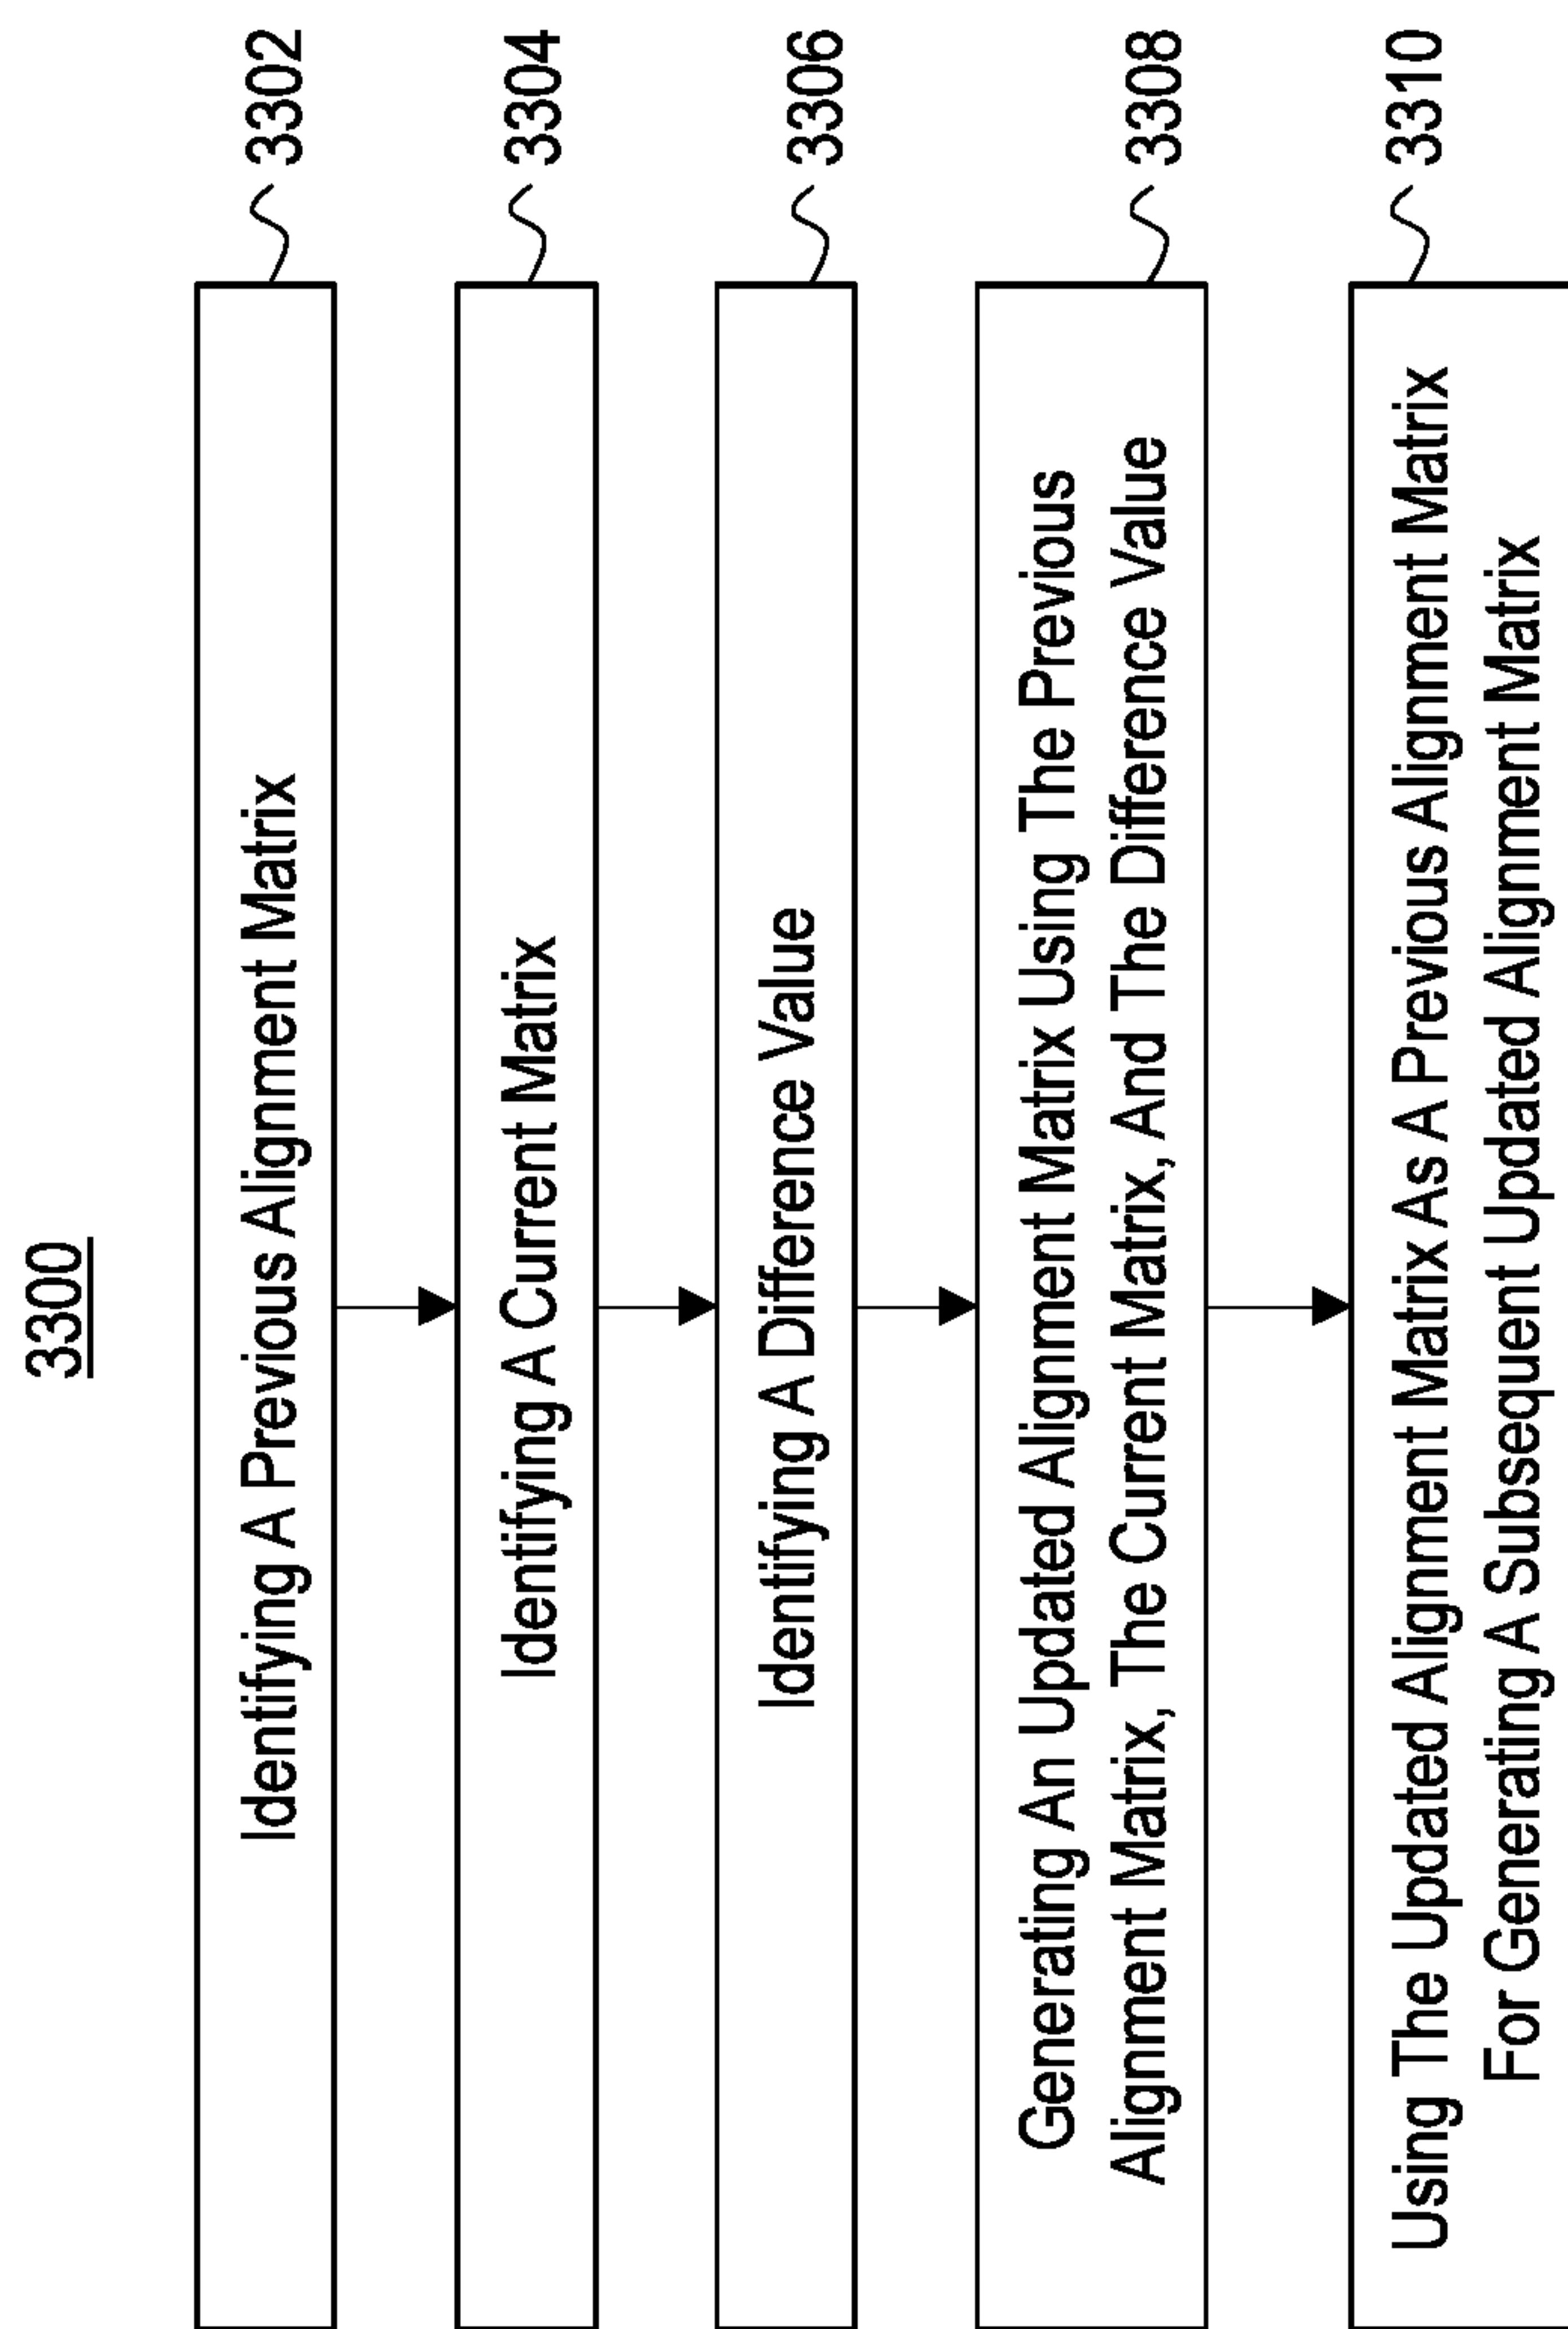 3300
Identifying A Previous Alignment Matrix
3302
Identifying A Current Matrix
3304
Identifying A Difference Value
3306
Generating An Updated Alignment Matrix Using The Previous
Alignment Matrix, The Current Matrix, And The Difference Value
3308
Using The Updated Alignment Matrix As A Previous Alignment Matrix
For Generating A Subsequent Updated Alignment Matrix
3310